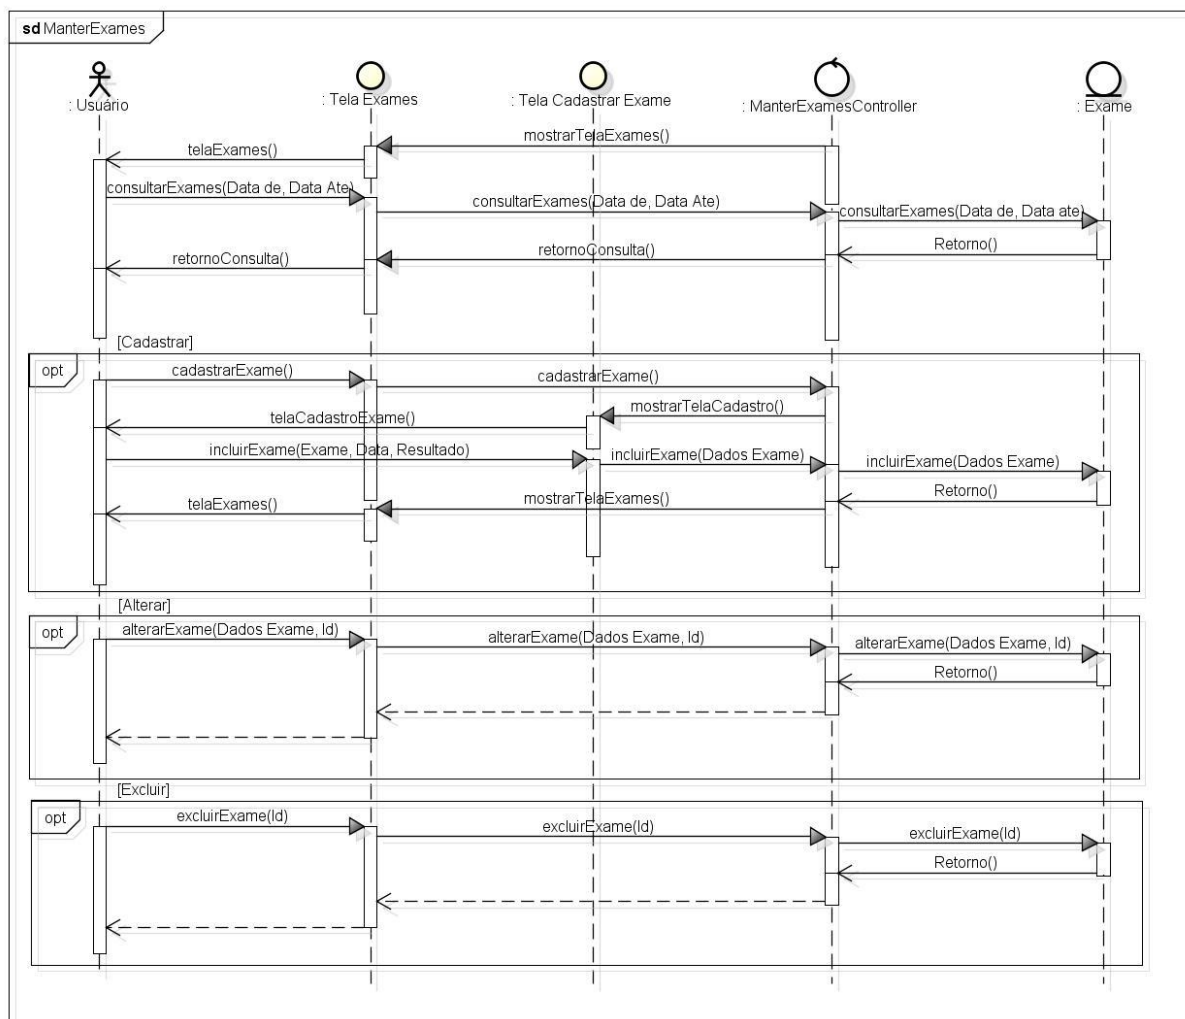 sd ManterExames
: Usuário
: Tela Exames
: Tela Cadastrar Exame
: ManterExamesController
: Exame
mostrarTelaExames()
telaExames()
consultarExames(Data de, Data Ate)
consultarExames(Data de, Data Ate)
consultarExames(Data de, Data ate)
Retorno()
retornoConsulta()
retornoConsulta()
[Cadastrar]
opt
cadastrarExame()
cadastrarExame()
mostrarTelaCadastro()
telaCadastroExame()
incluirExame(Exame, Data, Resultado)
incluirExame(Dados Exame)
incluirExame(Dados Exame)
Retorno()
mostrarTelaExames()
telaExames()
[Alterar]
opt
alterarExame(Dados Exame, Id)
alterarExame(Dados Exame, Id)
alterarExame(Dados Exame, Id)
Retorno()
[Excluir]
opt
excluirExame(Id)
excluirExame(Id)
excluirExame(Id)
Retorno()